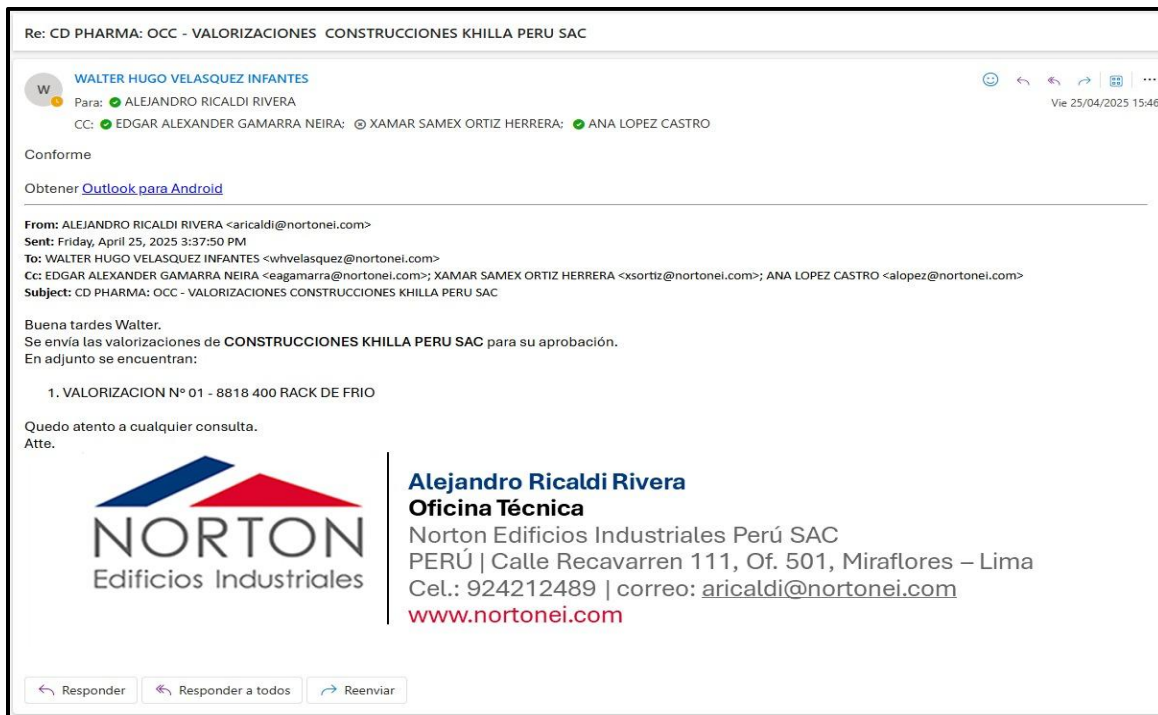 Re: CD PHARMA: OCC - VALORIZACIONES CONSTRUCCIONES KHILLA PERU SAC
W
WALTER HUGO VELASQUEZ INFANTES
Para: ALEJANDRO RICALDI RIVERA
Vie 25/04/2025 15:46
CC: EDGAR ALEXANDER GAMARRA NEIRA; XAMAR SAMEX ORTIZ HERRERA; ANA LOPEZ CASTRO
Conforme
Obtener Outlook para Android
From: ALEJANDRO RICALDI RIVERA <aricaldi@nortonei.com>
Sent: Friday, April 25, 2025 3:37:50 PM
To: WALTER HUGO VELASQUEZ INFANTES <whvelasquez@nortonei.com>
Cc: EDGAR ALEXANDER GAMARRA NEIRA <eagamarra@nortonei.com>; XAMAR SAMEX ORTIZ HERRERA <xsortiz@nortonei.com>; ANA LOPEZ CASTRO <alopez@nortonei.com>
Subject: CD PHARMA: OCC - VALORIZACIONES CONSTRUCCIONES KHILLA PERU SAC
Buena tardes Walter.
Se envía las valorizaciones de CONSTRUCCIONES KHILLA PERU SAC para su aprobación.
En adjunto se encuentran:
1. VALORIZACION Nº 01 - 8818 400 RACK DE FRIO
Quedo atento a cualquier consulta.
Atte.
NORTON
Edificios Industriales
Alejandro Ricaldi Rivera
Oficina Técnica
Norton Edificios Industriales Perú SAC
PERÚ | Calle Recavarren 111, Of. 501, Miraflores – Lima
Cel.: 924212489 | correo: aricaldi@nortonei.com
www.nortonei.com
Responder
Responder a todos
Reenviar